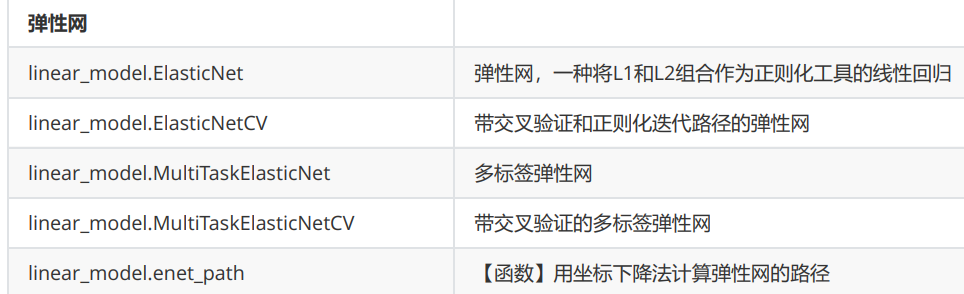 弹性网
linear_model.ElasticNet 弹性网，一种将L1和L2组合作为正则化工具的线性回归
linear_model.ElasticNetCV 带交叉验证和正则化迭代路径的弹性网
linear_model.MultiTaskElasticNet 多标签弹性网
linear_model.MultiTaskElasticNetCV 带交叉验证的多标签弹性网
linear_model.enet_path 【函数】用坐标下降法计算弹性网的路径